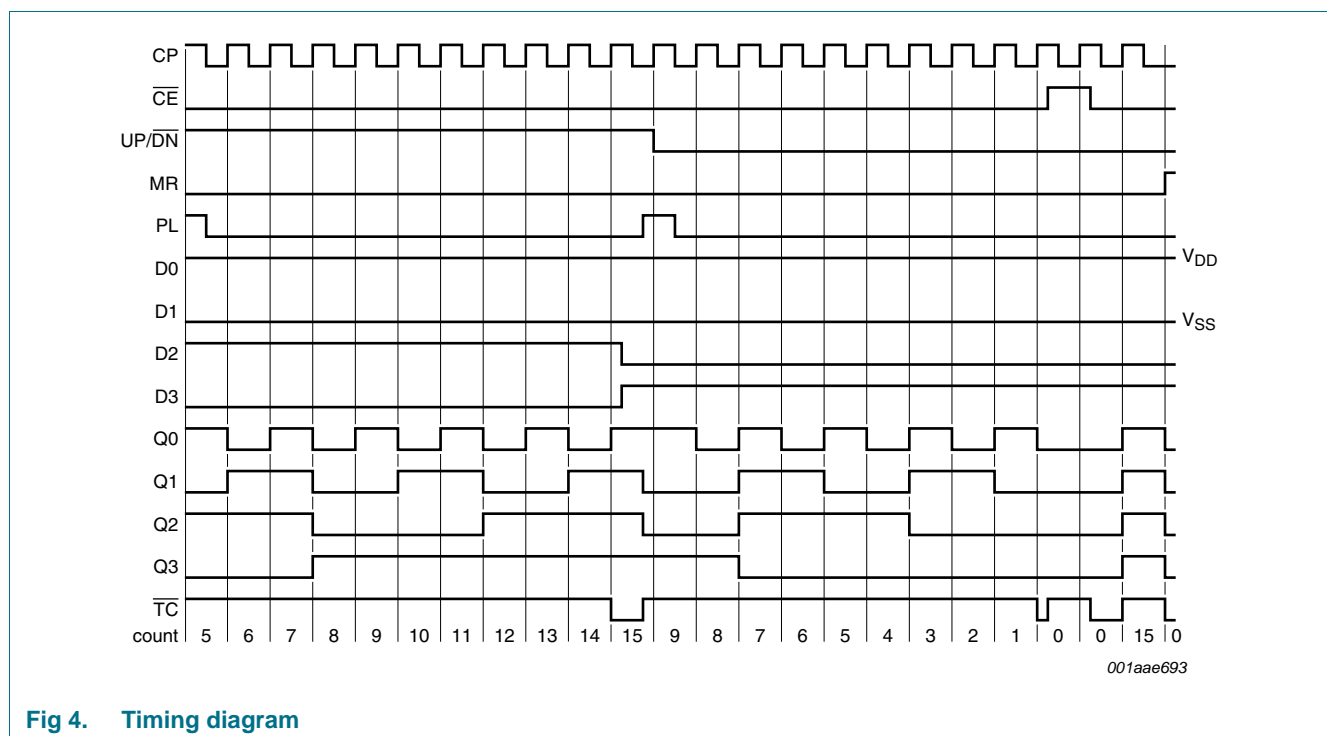 CP
CE
UP/DN
MR
PL
D0
VDD
D1
VSS
D2
D3
Q0
Q1
Q2
Q3
TC
count 5 6 7 8 9 10 11 12 13 14 15 9 8 7 6 5 4 3 2 1 0 0 15 0
001aae693
Fig 4. Timing diagram